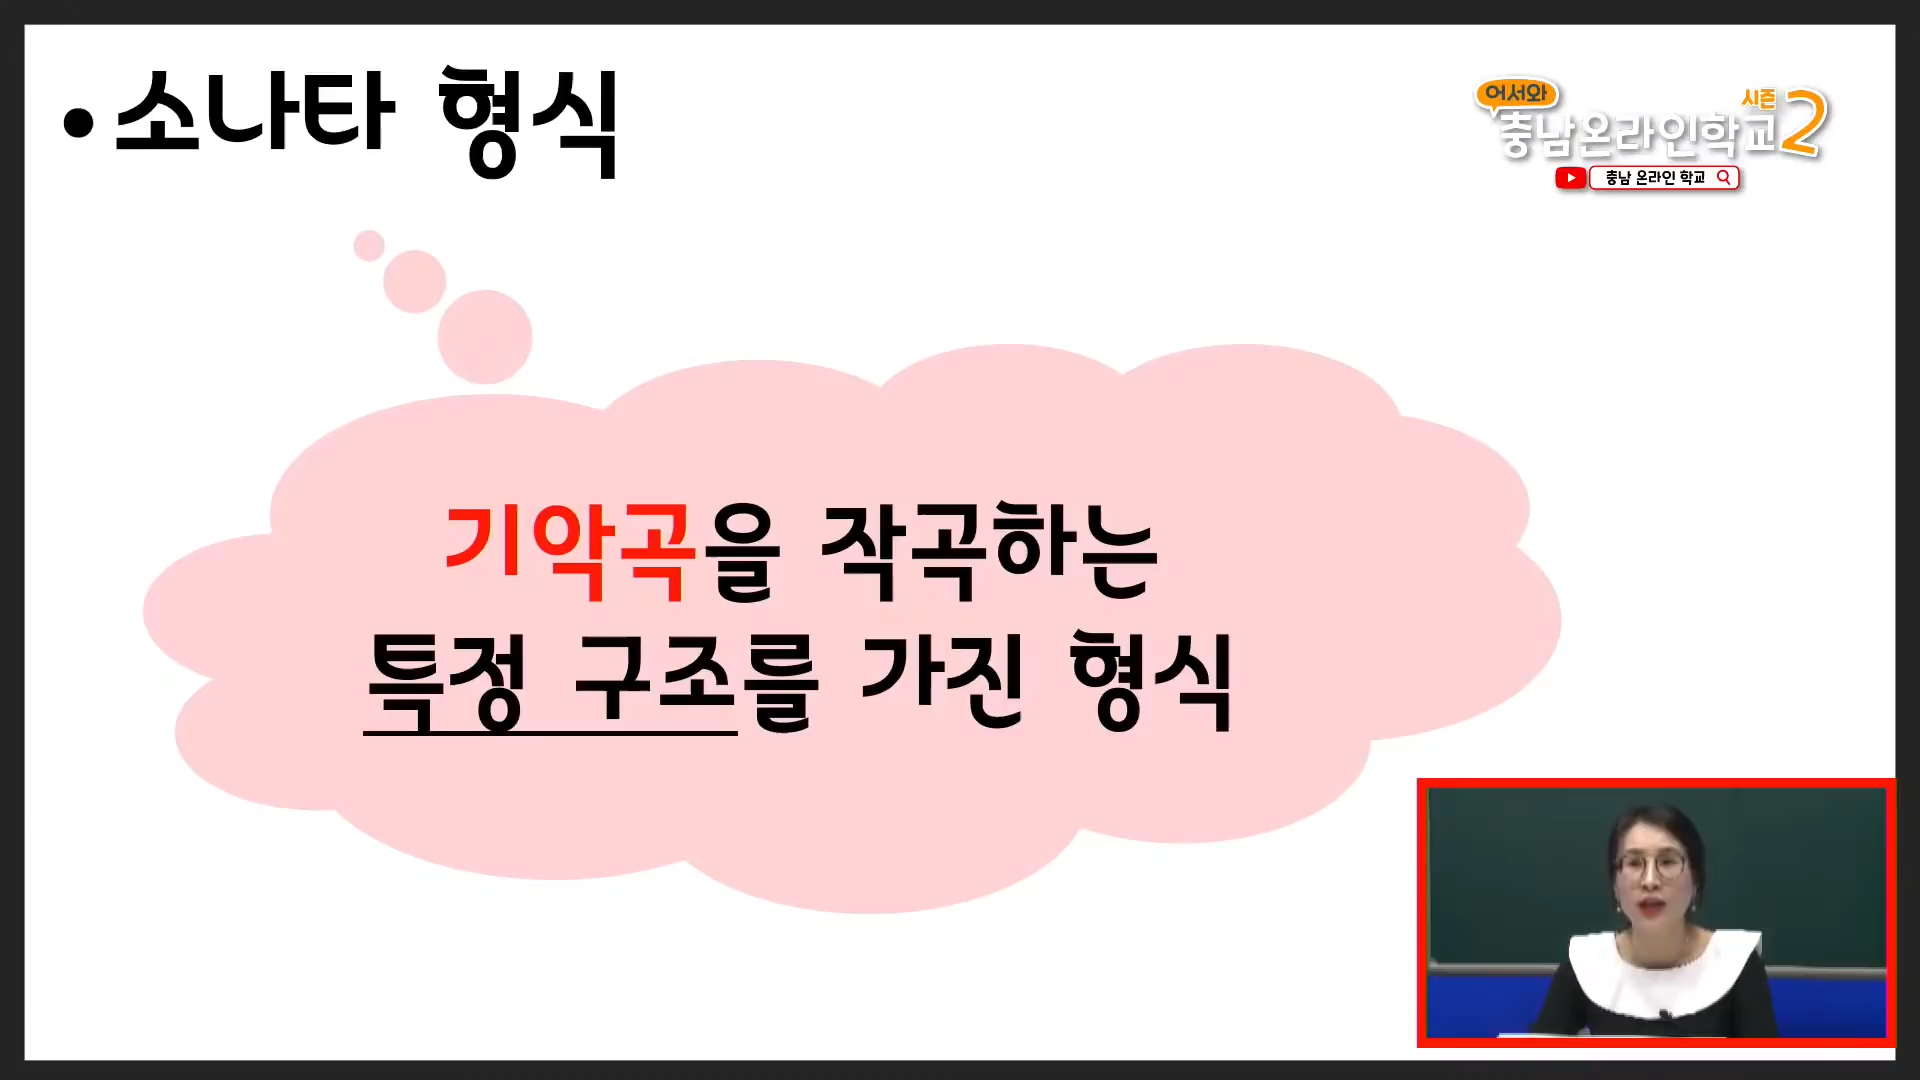 • 소나타 형식
어서와
시즌
충남온라인학교2
충남 온라인 학교
기악곡을 작곡하는
특정 구조를 가진 형식